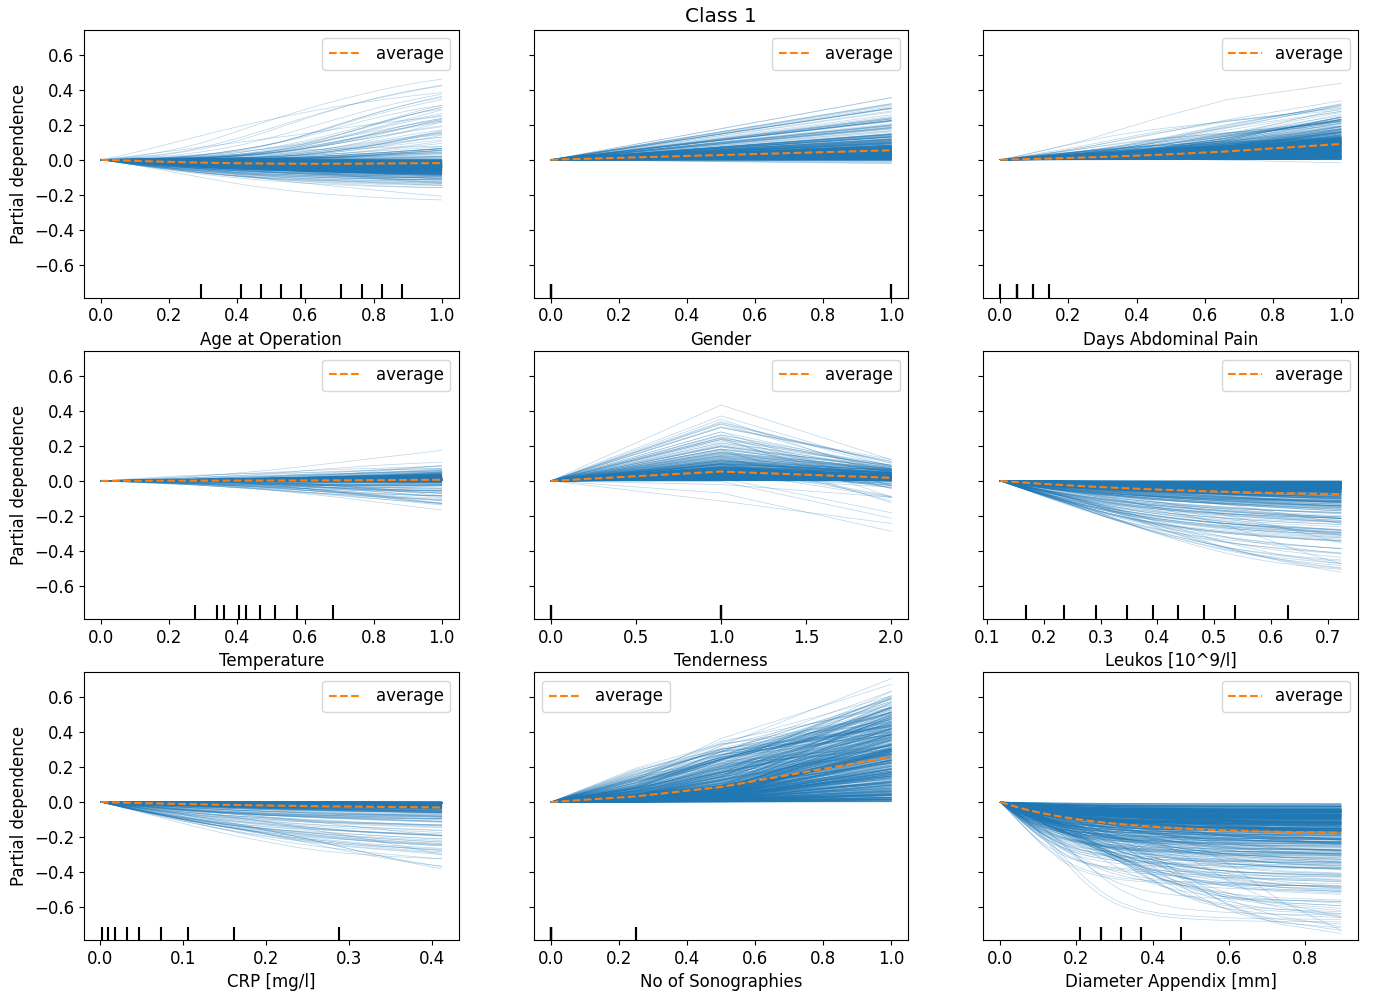 Class 1
Partial dependence
0.6
0.4
0.2
0.0
−0.2
−0.4
−0.6
average
0.0 0.2 0.4 0.6 0.8 1.0
Age at Operation
average
0.0 0.2 0.4 0.6 0.8 1.0
Gender
average
0.0 0.2 0.4 0.6 0.8 1.0
Days Abdominal Pain
Partial dependence
0.6
0.4
0.2
0.0
−0.2
−0.4
−0.6
average
0.0 0.2 0.4 0.6 0.8 1.0
Temperature
average
0.0 0.5 1.0 1.5 2.0
Tenderness
average
0.1 0.2 0.3 0.4 0.5 0.6 0.7
Leukos [10^9/l]
Partial dependence
0.6
0.4
0.2
0.0
−0.2
−0.4
−0.6
average
0.0 0.1 0.2 0.3 0.4
CRP [mg/l]
average
0.0 0.2 0.4 0.6 0.8 1.0
No of Sonographies
average
0.0 0.2 0.4 0.6 0.8
Diameter Appendix [mm]